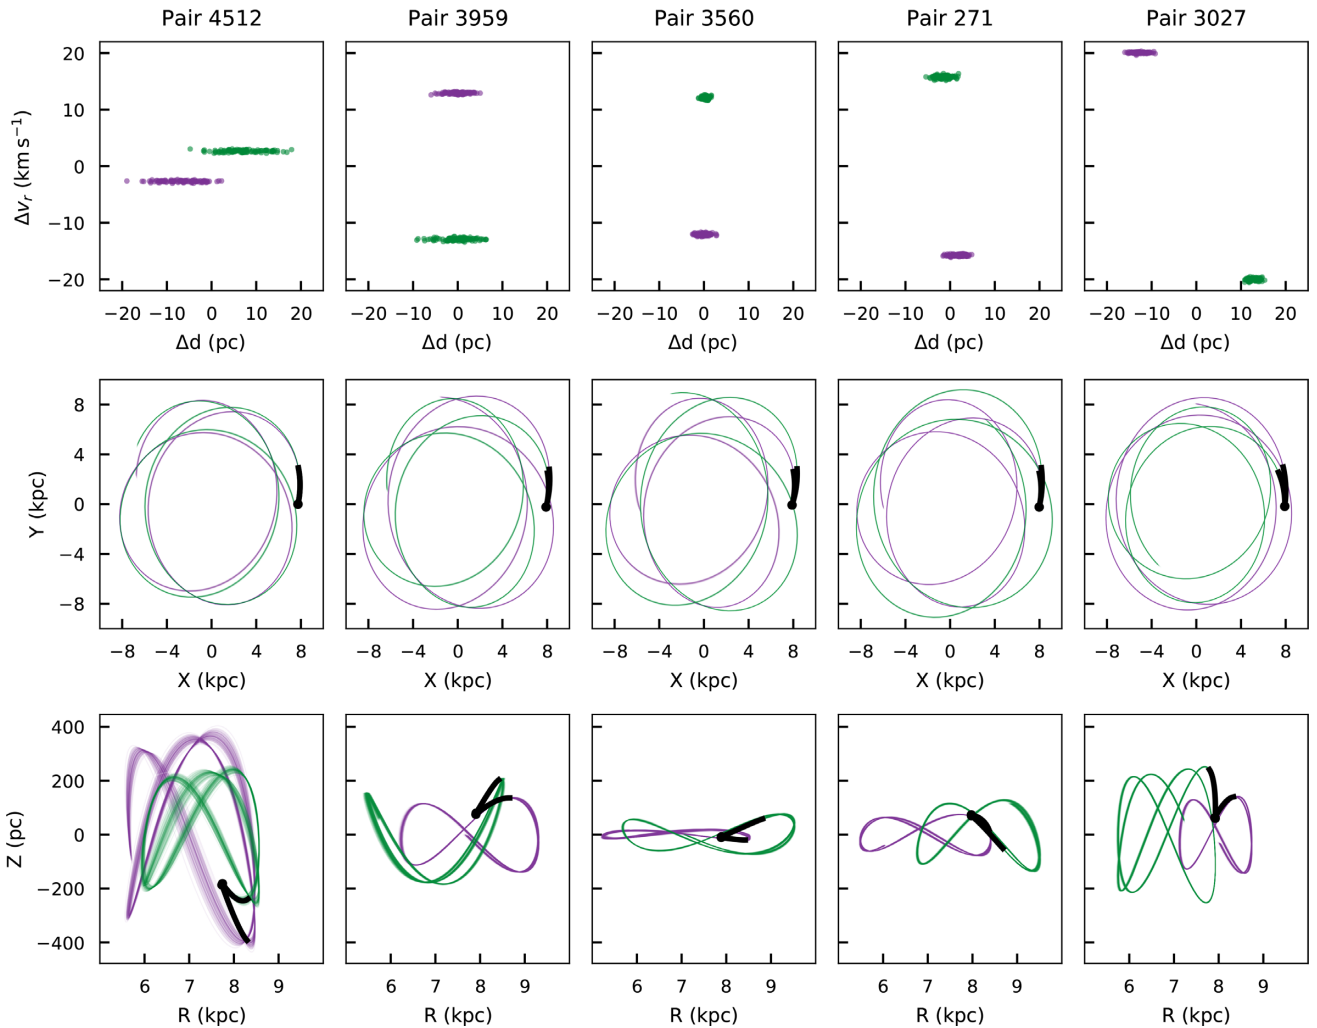 Pair 4512 Pair 3959 Pair 3560 Pair 271 Pair 3027
20
10
0
−10
−20
Δv_r (km s⁻¹)
−20 −10 0 10 20 −20 −10 0 10 20 −20 −10 0 10 20 −20 −10 0 10 20 −20 −10 0 10 20
Δd (pc) Δd (pc) Δd (pc) Δd (pc) Δd (pc)
8
4
0
−4
−8
Y (kpc)
−8 −4 0 4 8 −8 −4 0 4 8 −8 −4 0 4 8 −8 −4 0 4 8 −8 −4 0 4 8
X (kpc) X (kpc) X (kpc) X (kpc) X (kpc)
400
200
0
−200
−400
Z (pc)
6 7 8 9 6 7 8 9 6 7 8 9 6 7 8 9 6 7 8 9
R (kpc) R (kpc) R (kpc) R (kpc) R (kpc)